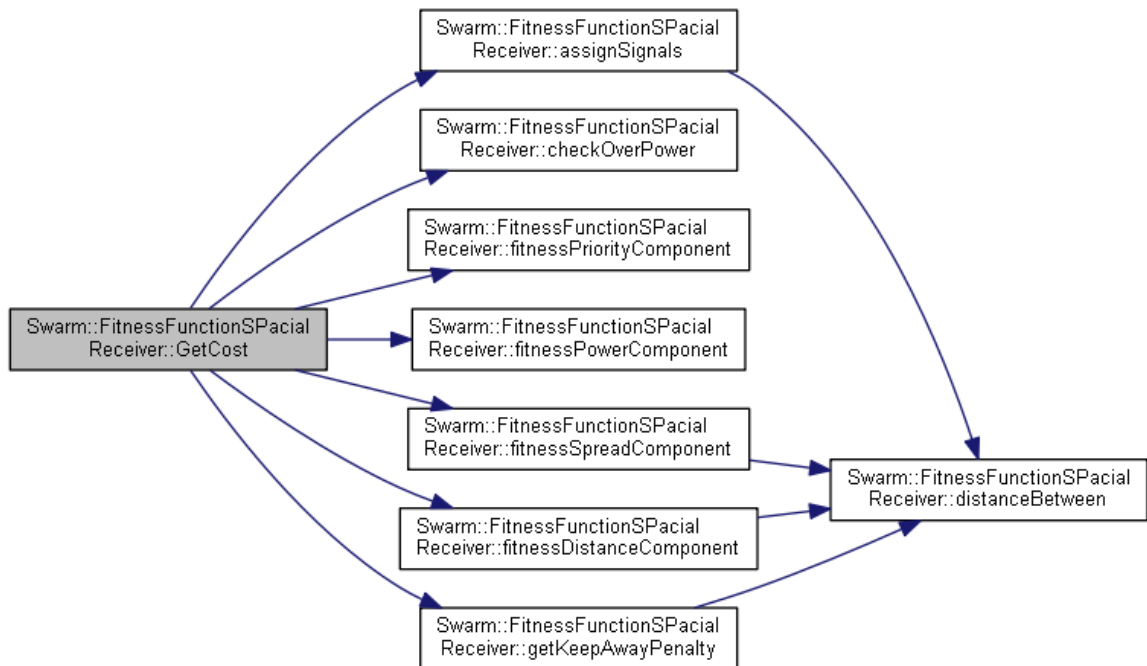 Swarm::FitnessFunctionSPacial
Receiver::assignSignals
Swarm::FitnessFunctionSPacial
Receiver::checkOverPower
Swarm::FitnessFunctionSPacial
Receiver::fitnessPriorityComponent
Swarm::FitnessFunctionSPacial
Receiver::GetCost
Swarm::FitnessFunctionSPacial
Receiver::fitnessPowerComponent
Swarm::FitnessFunctionSPacial
Receiver::fitnessSpreadComponent
Swarm::FitnessFunctionSPacial
Receiver::distanceBetween
Swarm::FitnessFunctionSPacial
Receiver::fitnessDistanceComponent
Swarm::FitnessFunctionSPacial
Receiver::getKeepAwayPenalty